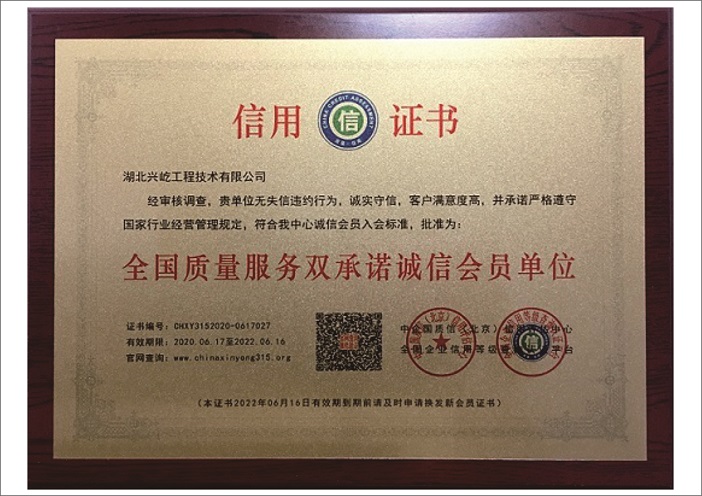 信用 信 证书
CHINA CREDIT ASSESSMENT
湖北兴屹工程技术有限公司
经审核调查，贵单位无失信违约行为，诚实守信，客户满意度高，并承诺严格遵守
国家行业经营管理规定，符合我中心诚信会员入会标准，批准为：
全国质量服务双承诺诚信会员单位
证书编号：CHXY3152020-0617027
有效期限：2020.06.17至2022.06.16
官网查询：www.chinaxinyong315.org
中企国质信（北京）信用评估中心
全国企业信用等级 平台
信
（本证书2022年06月16日有效期到期前请及时申请换发新会员证书）